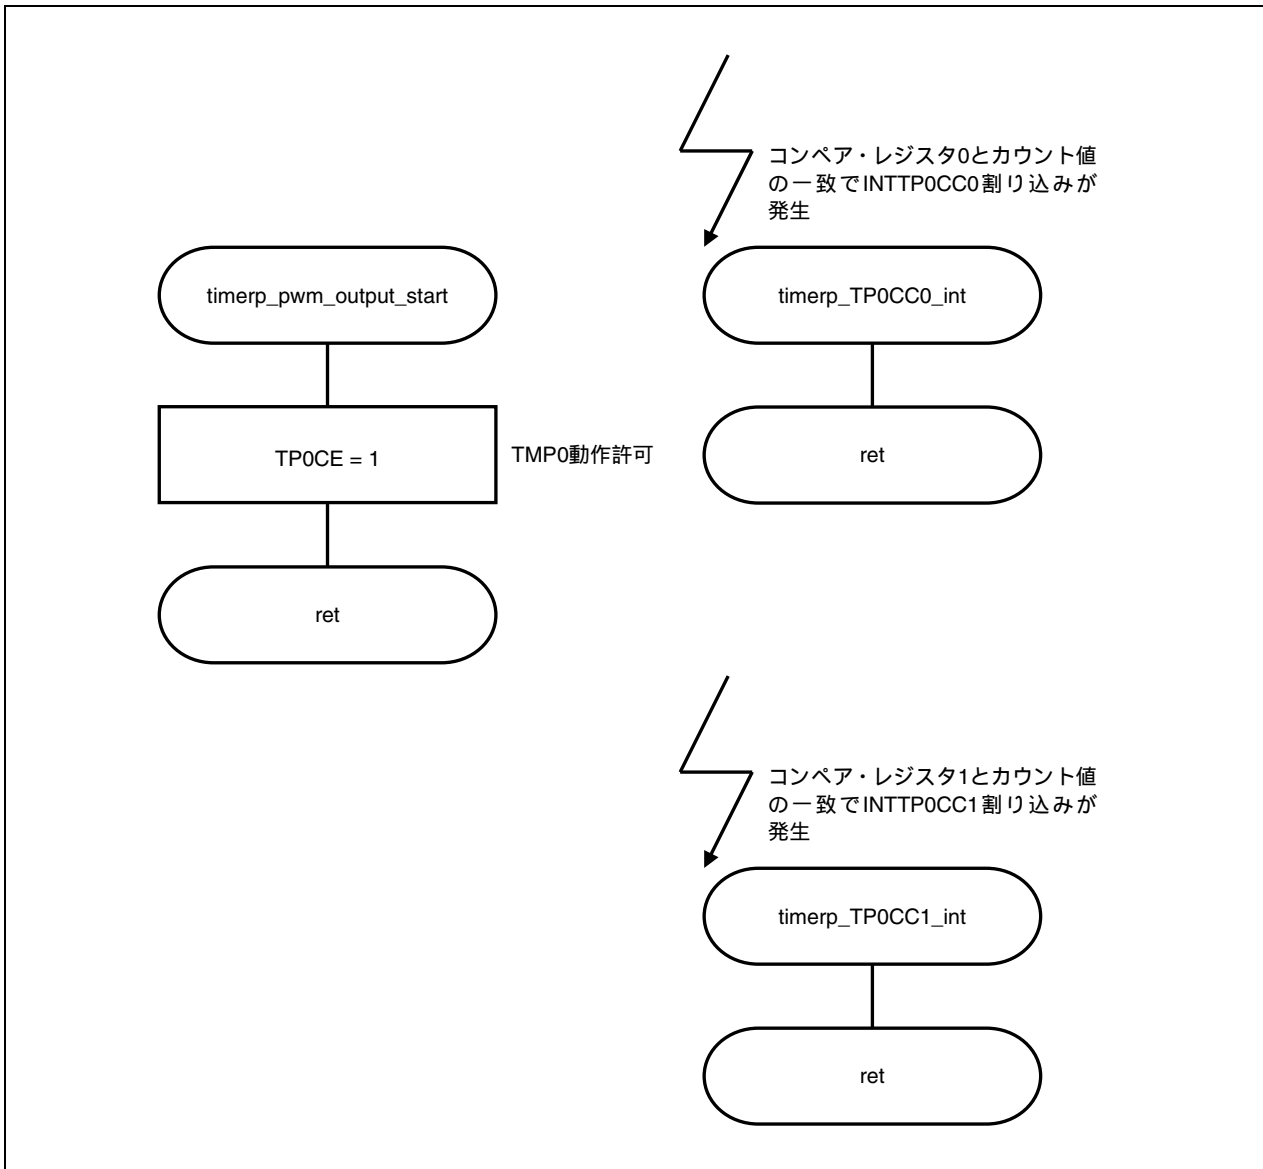 コンペア・レジスタ0とカウント値
の一致でINTTP0CC0割り込みが
発生
timerp_pwm_output_start
timerp_TP0CC0_int
TP0CE = 1
TMP0動作許可
ret
ret
コンペア・レジスタ1とカウント値
の一致でINTTP0CC1割り込みが
発生
timerp_TP0CC1_int
ret